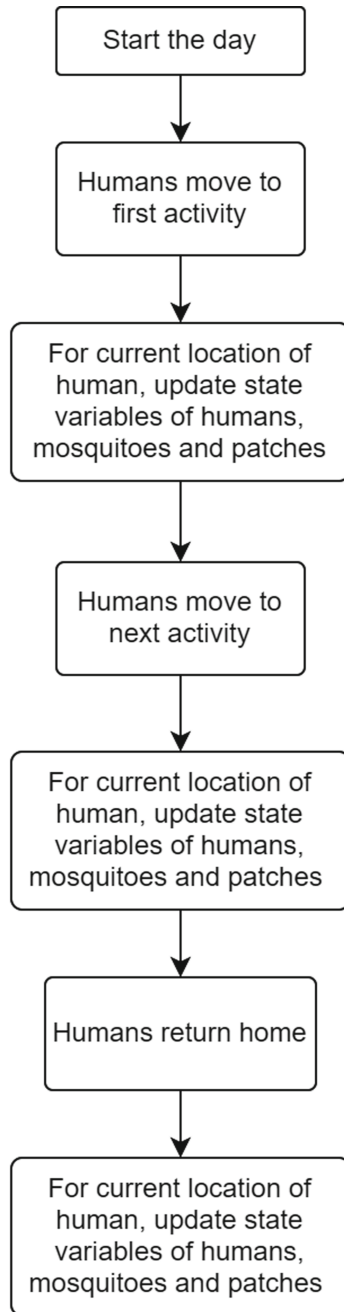 Start the day
Humans move to
first activity
For current location of
human, update state
variables of humans,
mosquitoes and patches
Humans move to
next activity
For current location of
human, update state
variables of humans,
mosquitoes and patches
Humans return home
For current location of
human, update state
variables of humans,
mosquitoes and patches